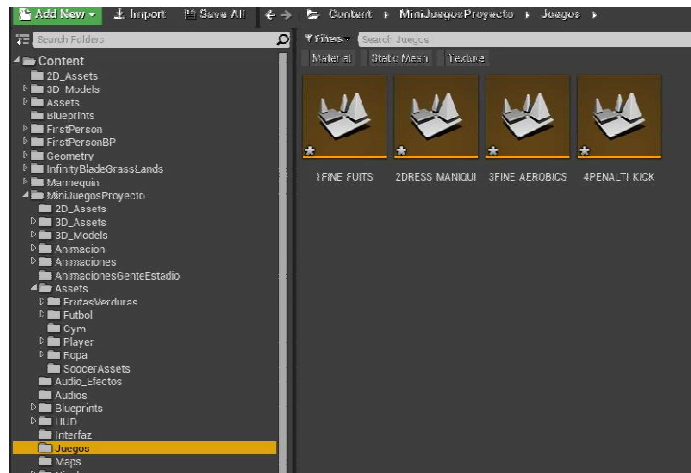 Add New Import Save All Content MiniJuegosProyecto Juegos
Search Folders Filters Search Juegos
Material Static Mesh Texture
Content
2D_Assets
3D_Models
Assets
Blueprints
FirstPerson
FirstPersonBP
Geometry
InfinityBladeGrassLands
Mannequin
MiniJuegosProyecto
2D_Assets
3D_Assets
3D_Models
Animacion
Animaciones
AnimacionesGenteEstadio
Assets
FrutasVerduras
Futbol
Gym
Player
Ropa
SoccerAssets
Audio_Efectos
Audios
Blueprints
HUD
Interfaz
Juegos
Maps
1FINE FUITS 2DRESS MANIQUI 3FINE AEROBICS 4PENALTI KICK